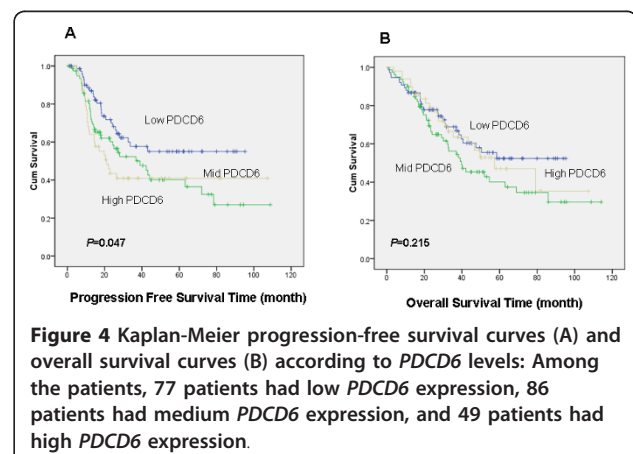 A
B
1.0
0.8
0.6
0.4
0.2
0.0
Cum Survival
Low PDCD6
Mid PDCD6
High PDCD6
P=0.047
0 20 40 60 80 100 120
Progression Free Survival Time (month)
1.0
0.8
0.6
0.4
0.2
0.0
Cum Survival
Low PDCD6
Mid PDCD6
High PDCD6
P=0.215
0 20 40 60 80 100 120
Overall Survival Time (month)
Figure 4 Kaplan-Meier progression-free survival curves (A) and
overall survival curves (B) according to PDCD6 levels: Among
the patients, 77 patients had low PDCD6 expression, 86
patients had medium PDCD6 expression, and 49 patients had
high PDCD6 expression.